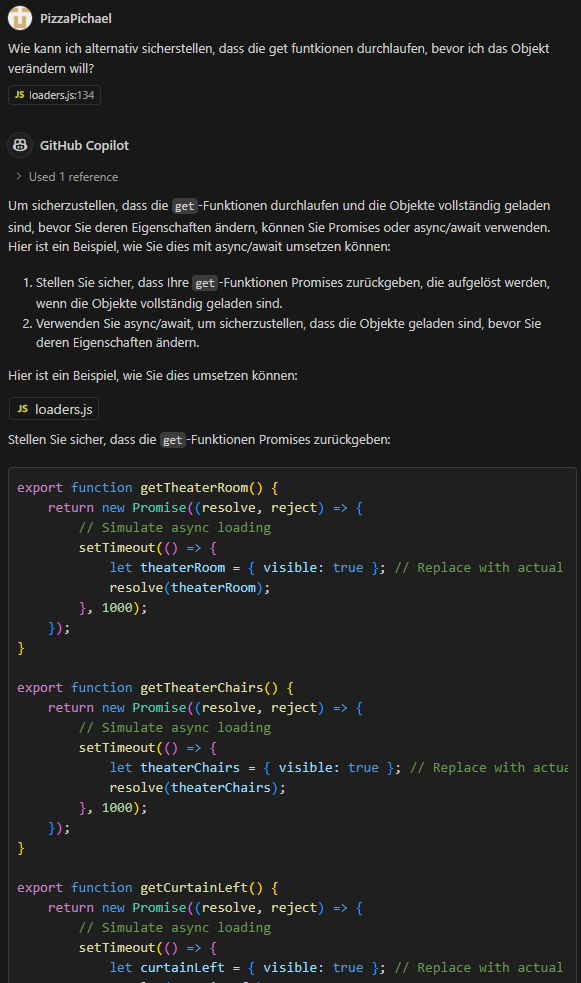 PizzaPichael
Wie kann ich alternativ sicherstellen, dass die get funtkionen durchlaufen, bevor ich das Objekt
verändern will?
JS loaders.js:134
GitHub Copilot
> Used 1 reference
Um sicherzustellen, dass die get-Funktionen durchlaufen und die Objekte vollständig geladen
sind, bevor Sie deren Eigenschaften ändern, können Sie Promises oder async/await verwenden.
Hier ist ein Beispiel, wie Sie dies mit async/await umsetzen können:
1. Stellen Sie sicher, dass Ihre get-Funktionen Promises zurückgeben, die aufgelöst werden,
wenn die Objekte vollständig geladen sind.
2. Verwenden Sie async/await, um sicherzustellen, dass die Objekte geladen sind, bevor Sie
deren Eigenschaften ändern.
Hier ist ein Beispiel, wie Sie dies umsetzen können:
JS loaders.js
Stellen Sie sicher, dass die get-Funktionen Promises zurückgeben:
export function getTheaterRoom() {
return new Promise((resolve, reject) => {
// Simulate async loading
setTimeout(() => {
let theaterRoom = { visible: true }; // Replace with actual
resolve(theaterRoom);
}, 1000);
});
}
export function getTheaterChairs() {
return new Promise((resolve, reject) => {
// Simulate async loading
setTimeout(() => {
let theaterChairs = { visible: true }; // Replace with actua
resolve(theaterChairs);
}, 1000);
});
}
export function getCurtainLeft() {
return new Promise((resolve, reject) => {
// Simulate async loading
setTimeout(() => {
let curtainLeft = { visible: true }; // Replace with actual